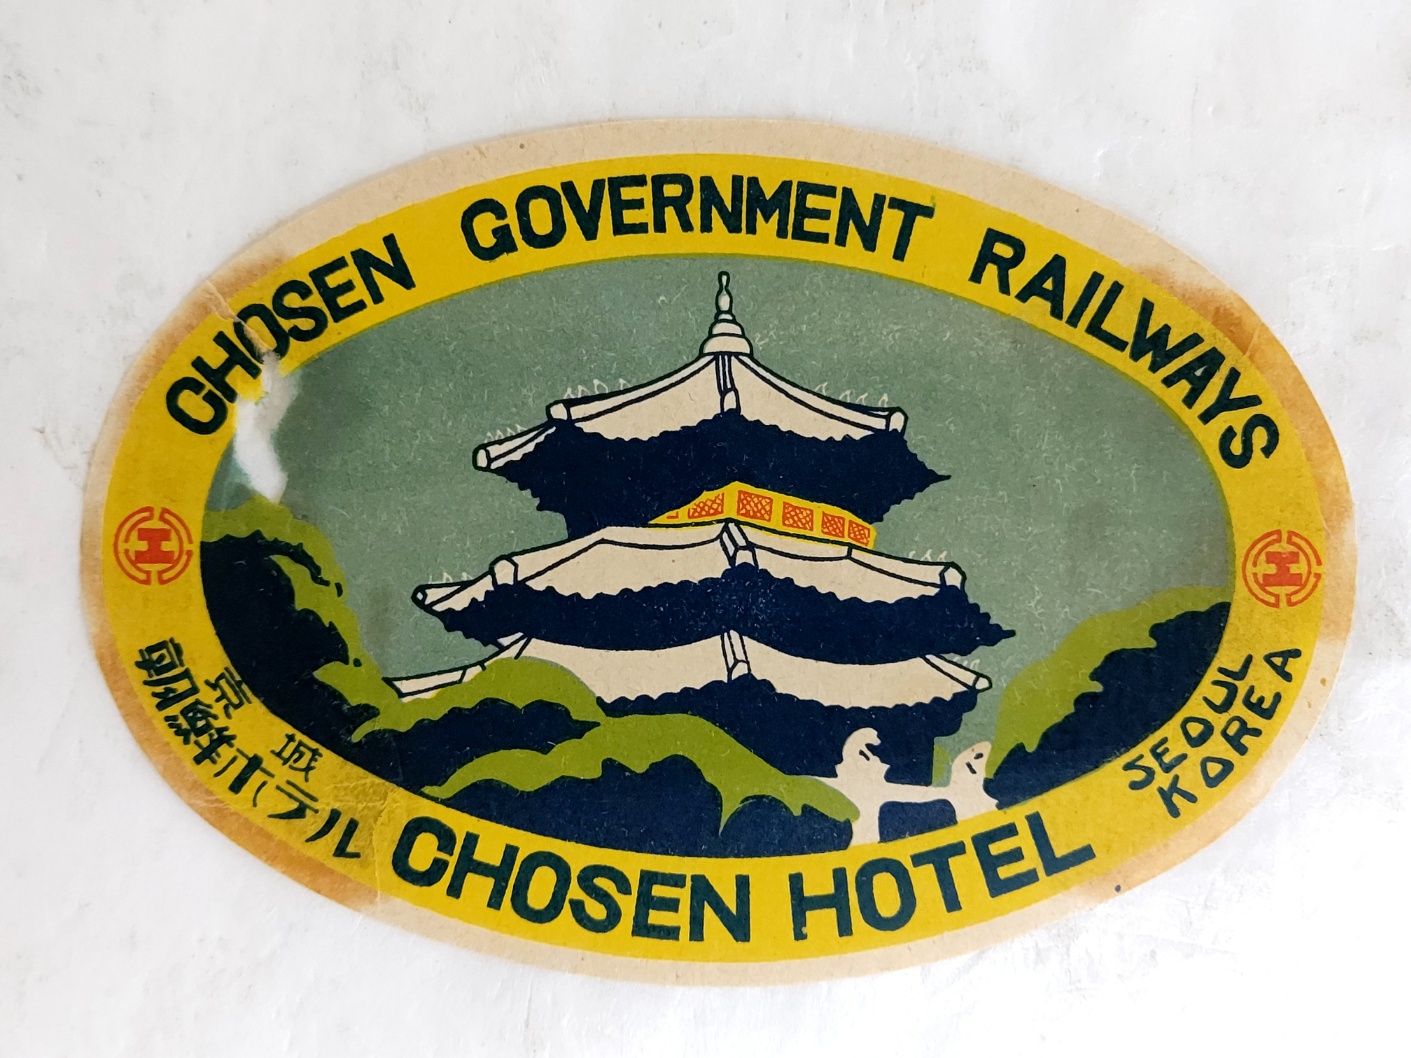 CHOSEN GOVERNMENT RAILWAYS
京城
朝鮮ホテル
CHOSEN HOTEL
SEOUL
KOREA